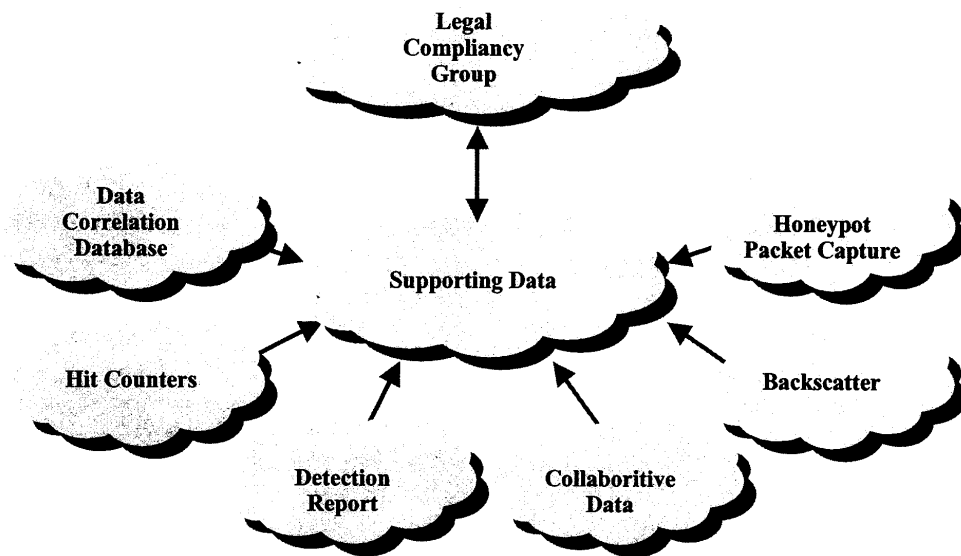 Legal
Compliancy
Group
Data
Correlation
Database
Honeypot
Packet Capture
Supporting Data
Hit Counters
Backscatter
Detection
Report
Collaboritive
Data